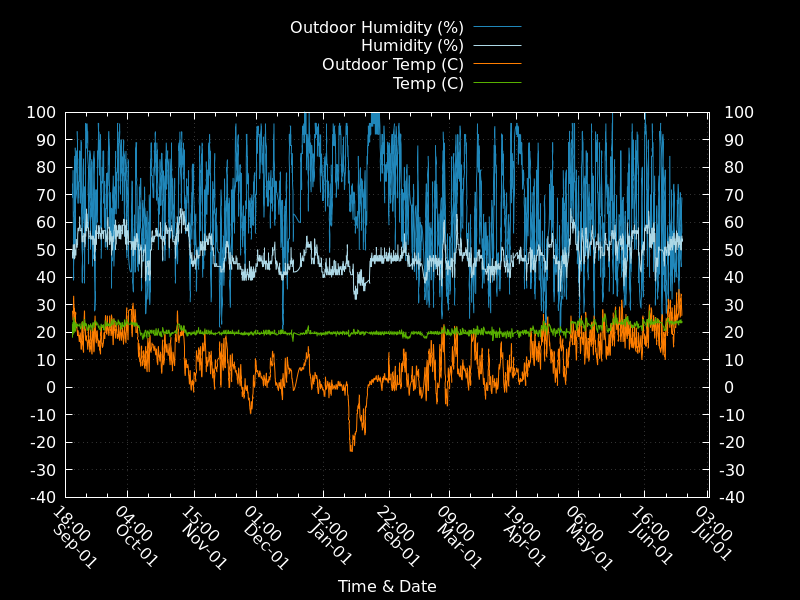 Outdoor Humidity (%)
Humidity (%)
Outdoor Temp (C)
Temp (C)
100 100
90 90
80 80
70 70
60 60
50 50
40 40
30 30
20 20
10 10
0 0
-10 -10
-20 -20
-30 -30
-40 -40
18:00 Sep-01
04:00 Oct-01
15:00 Nov-01
01:00 Dec-01
12:00 Jan-01
22:00 Feb-01
09:00 Mar-01
19:00 Apr-01
06:00 May-01
16:00 Jun-01
03:00 Jul-01
Time & Date